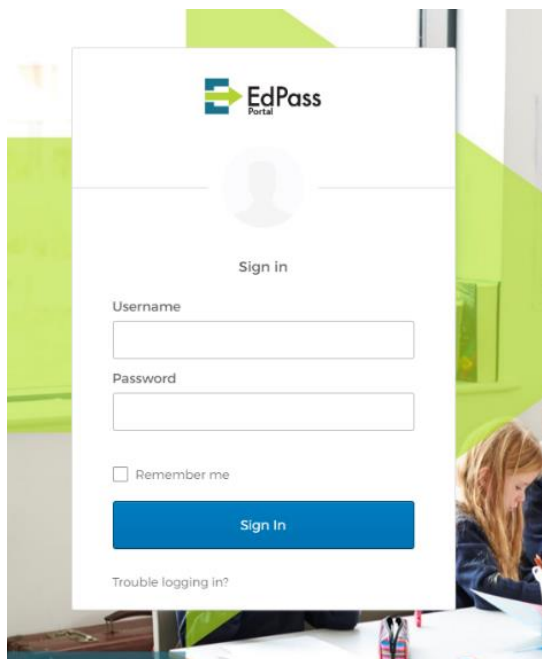 EdPass
Portal
Sign in
Username
Password
Remember me
Sign In
Trouble logging in?